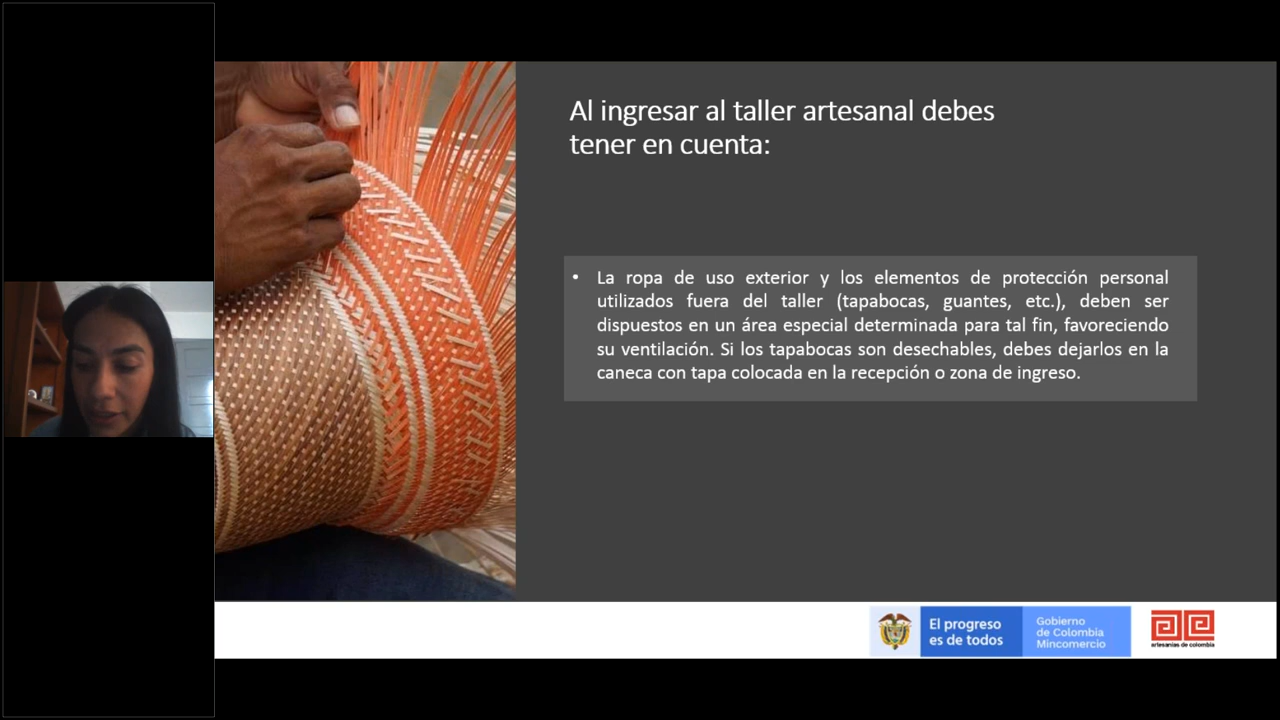 Al ingresar al taller artesanal debes
tener en cuenta:
• La ropa de uso exterior y los elementos de protección personal
utilizados fuera del taller (tapabocas, guantes, etc.), deben ser
dispuestos en un área especial determinada para tal fin, favoreciendo
su ventilación. Si los tapabocas son desechables, debes dejarlos en la
caneca con tapa colocada en la recepción o zona de ingreso.
El progreso
es de todos
Gobierno
de Colombia
Mincomercio
artesanías de colombia